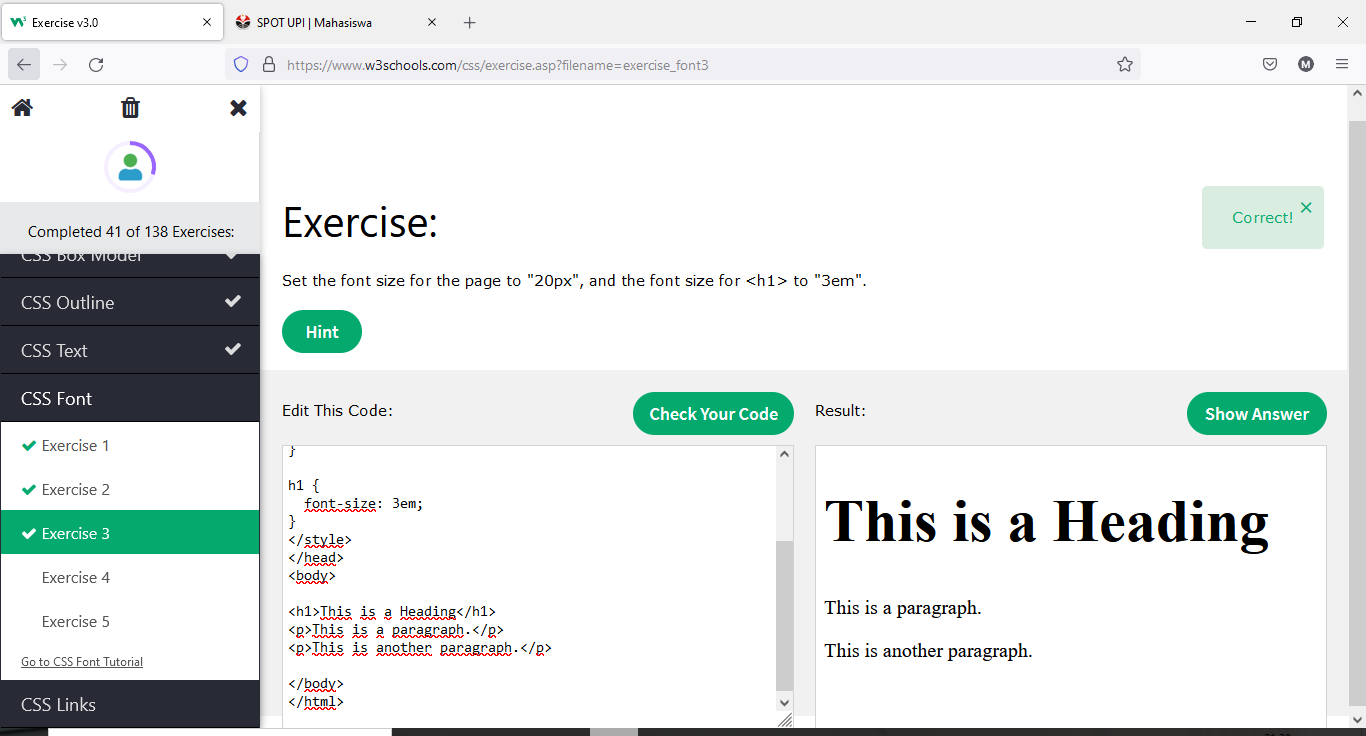 Exercise v3.0
SPOT UPI | Mahasiswa
https://www.w3schools.com/css/exercise.asp?filename=exercise_font3
M
Completed 41 of 138 Exercises:
CSS Box Model
CSS Outline
CSS Text
CSS Font
Exercise 1
Exercise 2
Exercise 3
Exercise 4
Exercise 5
Go to CSS Font Tutorial
CSS Links
Exercise:
Correct!
Set the font size for the page to "20px", and the font size for <h1> to "3em".
Hint
Edit This Code:
Check Your Code
}
h1 {
  font-size: 3em;
}
</style>
</head>
<body>
<h1>This is a Heading</h1>
<p>This is a paragraph.</p>
<p>This is another paragraph.</p>
</body>
</html>
Result:
Show Answer
This is a Heading
This is a paragraph.
This is another paragraph.